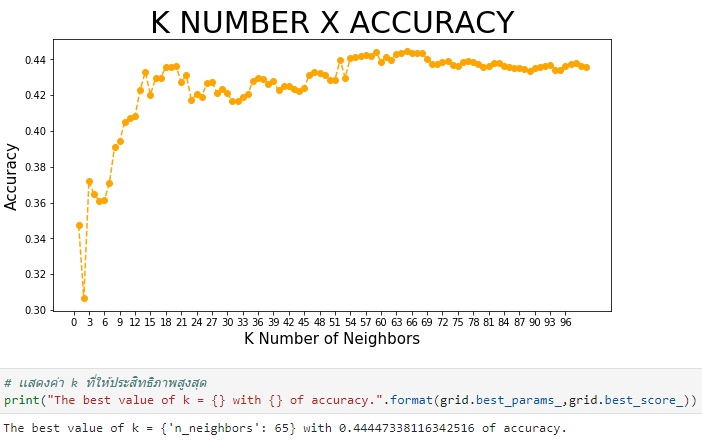 K NUMBER X ACCURACY
0.44
0.42
0.40
0.38
0.36
0.34
0.32
0.30
Accuracy
0 3 6 9 12 15 18 21 24 27 30 33 36 39 42 45 48 51 54 57 60 63 66 69 72 75 78 81 84 87 90 93 96
K Number of Neighbors
# แสดงค่า k ที่ให้ประสิทธิภาพสูงสุด
print("The best value of k = {} with {} of accuracy.".format(grid.best_params_,grid.best_score_))
The best value of k = {'n_neighbors': 65} with 0.44447338116342516 of accuracy.